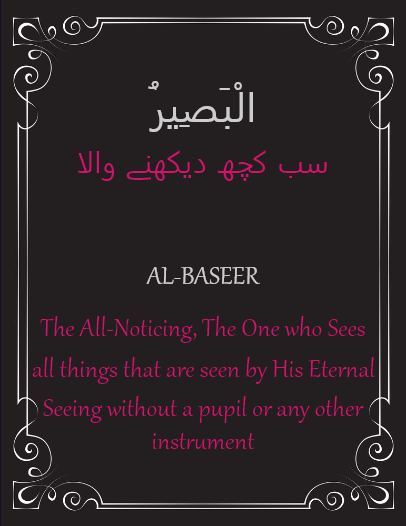 الْبَصِيرُ
سب کچھ دیکھنے والا
AL-BASEER
The All-Noticing, The One who Sees
all things that are seen by His Eternal
Seeing without a pupil or any other
instrument